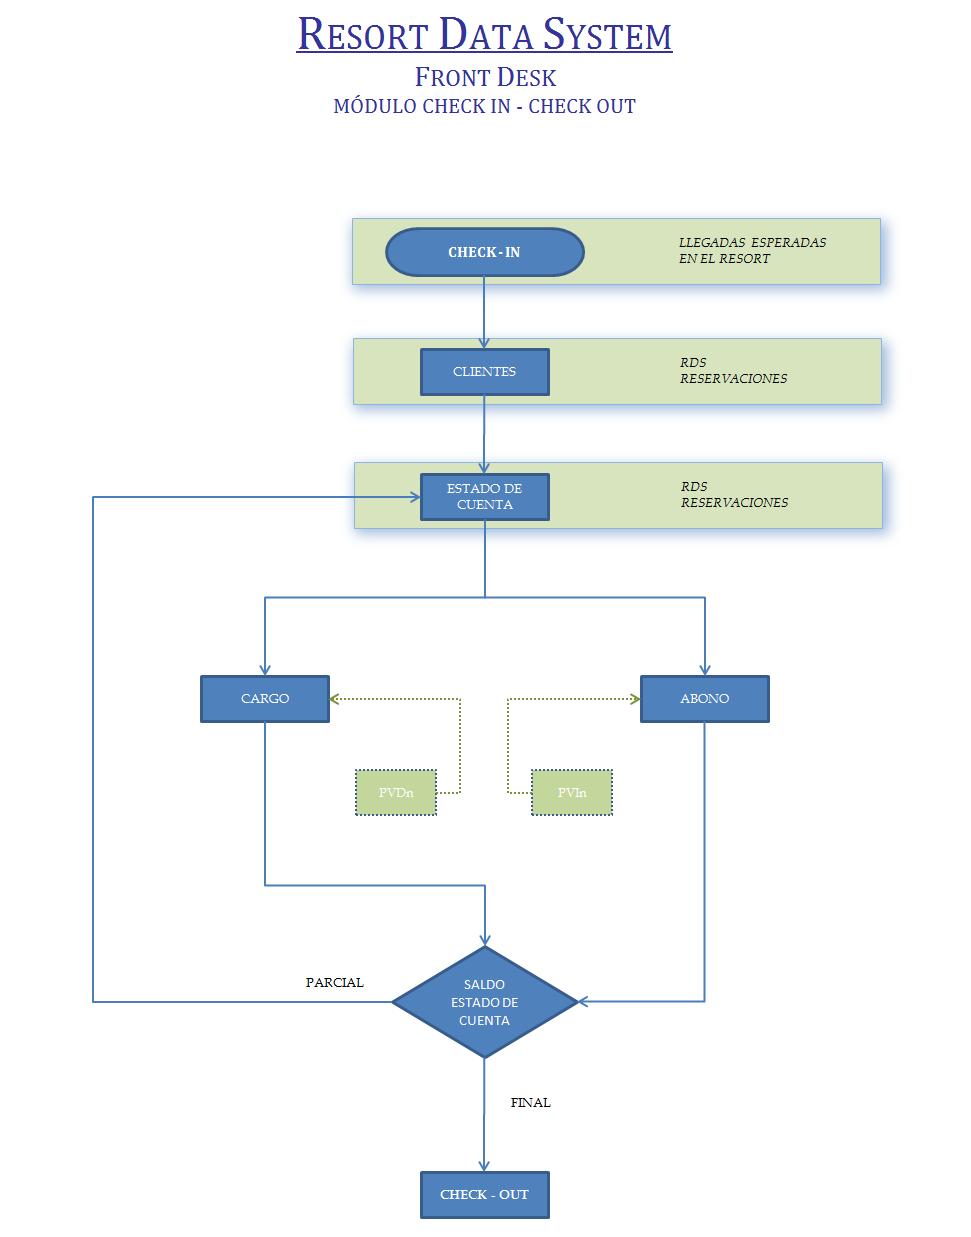 RESORT DATA SYSTEM
FRONT DESK
MÓDULO CHECK IN - CHECK OUT
CHECK - IN
LLEGADAS ESPERADAS
EN EL RESORT
CLIENTES
RDS
RESERVACIONES
ESTADO DE
CUENTA
RDS
RESERVACIONES
CARGO
ABONO
PVDn
PVIn
PARCIAL
SALDO
ESTADO DE
CUENTA
FINAL
CHECK - OUT